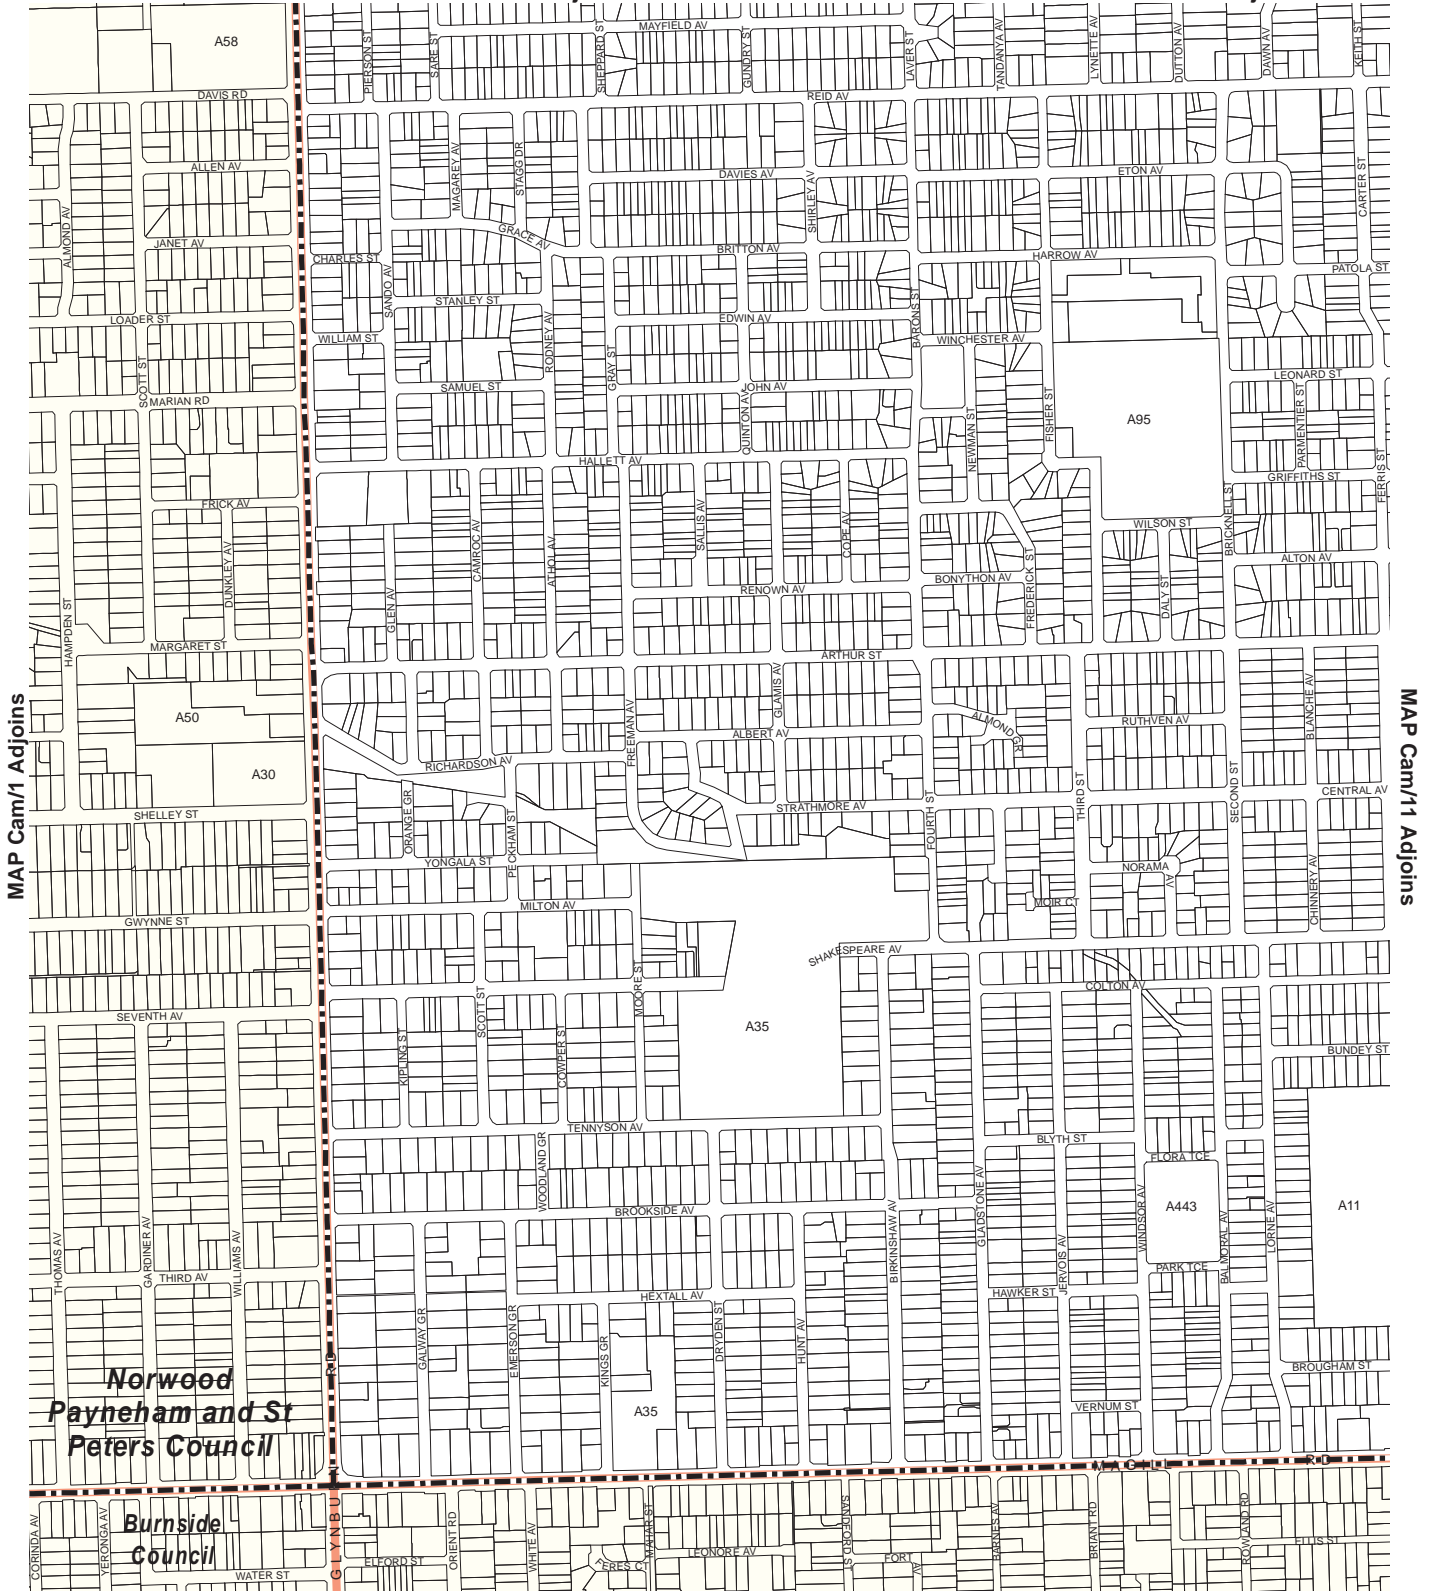 MAYFIELD AV
A58
PIERSON ST
SARE ST
SHEPPARD ST
GUNDRY ST
LAVER ST
TANDANYA AV
LYNETTE AV
DUTTON AV
DAWN AV
KEITH ST
DAVIS RD
REID AV
ALLEN AV
MAGAREY AV
STAGG DR
DAVIES AV
SHIRLEY AV
ETON AV
CARTER ST
ALMOND AV
JANET AV
GRACE AV
BRITTON AV
HARROW AV
CHARLES ST
PATOLA ST
SANDO AV
STANLEY ST
LOADER ST
EDWIN AV
BARONS ST
WILLIAM ST
RODNEY AV
GRAY ST
WINCHESTER AV
SCOTT ST
SAMUEL ST
JOHN AV
LEONARD ST
MARIAN RD
QUINTON AV
NEWMAN ST
FISHER ST
A95
PARMENTIER ST
FERRIS ST
HALLETT AV
GRIFFITHS ST
FRICK AV
CAMROC AV
ATHOL AV
SALLIS AV
COPE AV
WILSON ST
BRICKNELL ST
DUNKLEY AV
ALTON AV
GLEN AV
RENOWN AV
BONYTHON AV
FREDERICK ST
DALY ST
HAMPDEN ST
MARGARET ST
ARTHUR ST
MAP Cam/1 Adjoins
A50
FREEMAN AV
GLAMIS AV
ALMOND GR
RUTHVEN AV
BLANCHE AV
MAP Cam/11 Adjoins
ALBERT AV
A30
RICHARDSON AV
ORANGE GR
PECKHAM ST
STRATHMORE AV
FOURTH ST
THIRD ST
SECOND ST
CENTRAL AV
SHELLEY ST
YONGALA ST
NORAMA AV
CHINNERY AV
MILTON AV
MOIR CT
GWYNNE ST
SHAKESPEARE AV
COLTON AV
SCOTT ST
MOORE ST
SEVENTH AV
A35
KIPLING ST
COWPER ST
BUNDEY ST
TENNYSON AV
BLYTH ST
WOODLAND GR
FLORA TCE
GLADSTONE AV
BROOKSIDE AV
BIRKINSHAW AV
WINDSOR AV
A443
BALMORAL AV
LORNE AV
A11
THOMAS AV
GARDINER AV
WILLIAMS AV
JERVOIS AV
THIRD AV
PARK TCE
HAWKER ST
HEXTALL AV
GALWAY GR
EMERSON GR
KINGS GR
DRYDEN ST
HUNT AV
BROUGHAM ST
Norwood
Payneham and St
Peters Council
A35
VERNUM ST
MAGILL RD
GLYNBURN RD
Burnside
Council
CORINDA AV
YERONGA AV
WATER ST
ELFORD ST
ORIENT RD
WHITE AV
MAHAR ST
FERES CT
LEONORE AV
SANDFORD ST
FORT AV
BARNES AV
BRIANT RD
ROWLAND RD
ELLIS ST